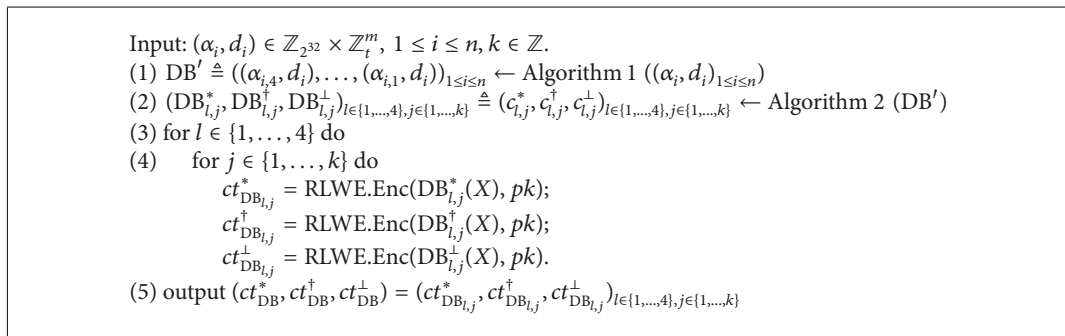 Input: (αᵢ, dᵢ) ∈ ℤ_{2^{32}} × ℤ_t^m, 1 ≤ i ≤ n, k ∈ ℤ.
(1) DB′ ≜ ((α_{i,4}, d_i), . . . , (α_{i,1}, d_i))_{1≤i≤n} ← Algorithm 1 ((α_i, d_i)_{1≤i≤n})
(2) (DB^*_{l,j}, DB^†_{l,j}, DB^⊥_{l,j})_{l∈{1,...,4},j∈{1,...,k}} ≜ (c^*_{l,j}, c^†_{l,j}, c^⊥_{l,j})_{l∈{1,...,4},j∈{1,...,k}} ← Algorithm 2 (DB′)
(3) for l ∈ {1, . . . , 4} do
(4) for j ∈ {1, . . . , k} do
ct^*_{DB_{l,j}} = RLWE.Enc(DB^*_{l,j}(X), pk);
ct^†_{DB_{l,j}} = RLWE.Enc(DB^†_{l,j}(X), pk);
ct^⊥_{DB_{l,j}} = RLWE.Enc(DB^⊥_{l,j}(X), pk).
(5) output (ct^*_{DB}, ct^†_{DB}, ct^⊥_{DB}) = (ct^*_{DB_{l,j}}, ct^†_{DB_{l,j}}, ct^⊥_{DB_{l,j}})_{l∈{1,...,4},j∈{1,...,k}}